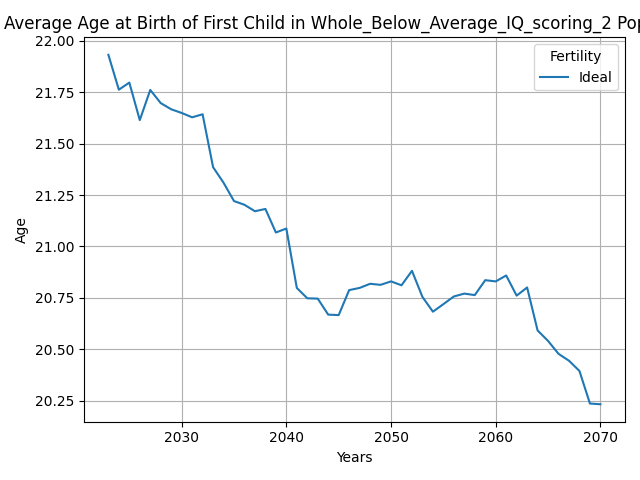 Average Age at Birth of First Child in Whole_Below_Average_IQ_scoring_2
22.00
21.75
21.50
21.25
21.00
20.75
20.50
20.25
Age
Fertility
Ideal
2030 2040 2050 2060 2070
Years